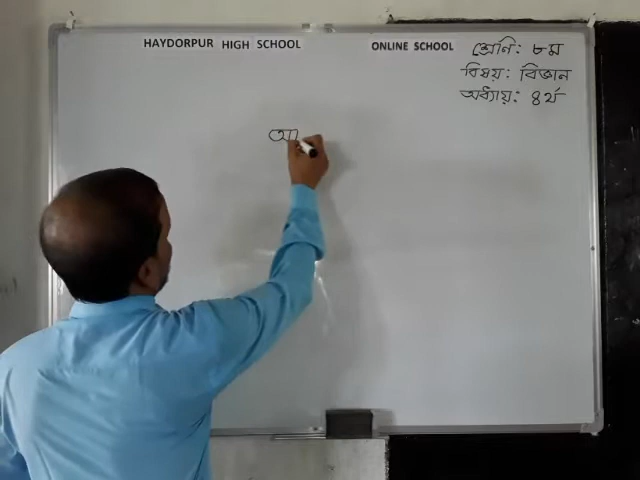 HAYDORPUR HIGH SCHOOL ONLINE SCHOOL
শ্রেনি: ৮ম
বিষয়: বিজ্ঞান
অধ্যায়: ৪র্থ
আ